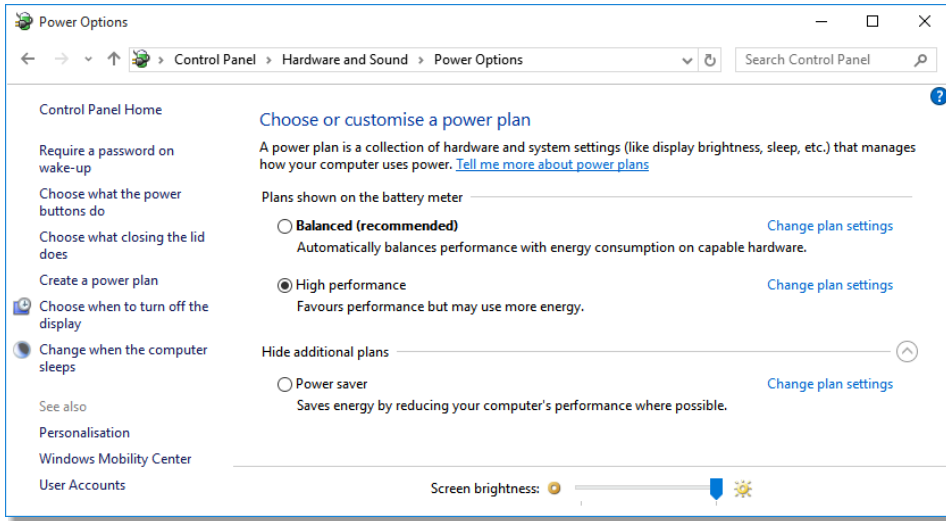 Power Options
Control Panel > Hardware and Sound > Power Options
Search Control Panel
?
Control Panel Home
Require a password on
wake-up
Choose what the power
buttons do
Choose what closing the lid
does
Create a power plan
Choose when to turn off the
display
Change when the computer
sleeps
See also
Personalisation
Windows Mobility Center
User Accounts
Choose or customise a power plan
A power plan is a collection of hardware and system settings (like display brightness, sleep, etc.) that manages
how your computer uses power. Tell me more about power plans
Plans shown on the battery meter
Balanced (recommended) Change plan settings
Automatically balances performance with energy consumption on capable hardware.
High performance Change plan settings
Favours performance but may use more energy.
Hide additional plans
Power saver Change plan settings
Saves energy by reducing your computer's performance where possible.
Screen brightness: